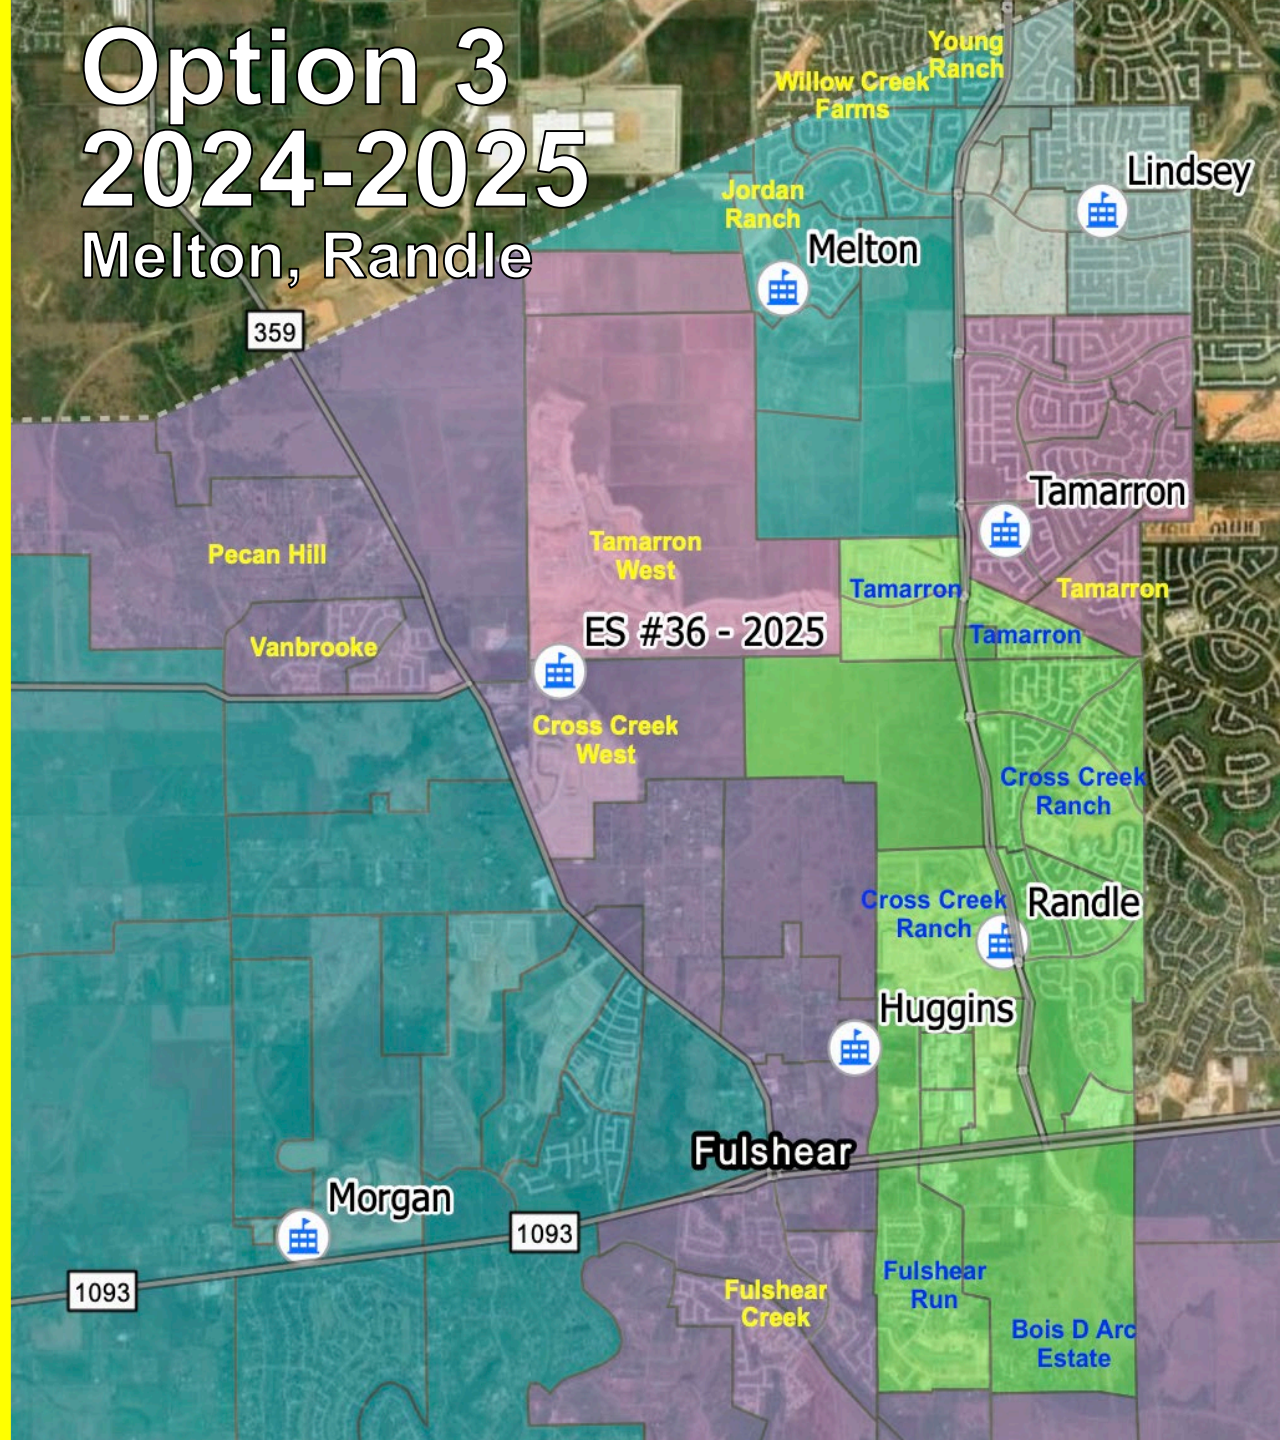 Option 3
2024-2025
Melton, Randle
Young
Ranch
Willow Creek
Farms
Lindsey
Jordan
Ranch
Melton
359
Tamarron
Pecan Hill
Tamarron
West
Tamarron
Tamarron
ES #36 - 2025
Tamarron
Vanbrooke
Cross Creek
West
Cross Creek
Ranch
Cross Creek
Ranch
Randle
Huggins
Fulshear
Morgan
1093
1093
Fulshear
Creek
Fulshear
Run
Bois D Arc
Estate